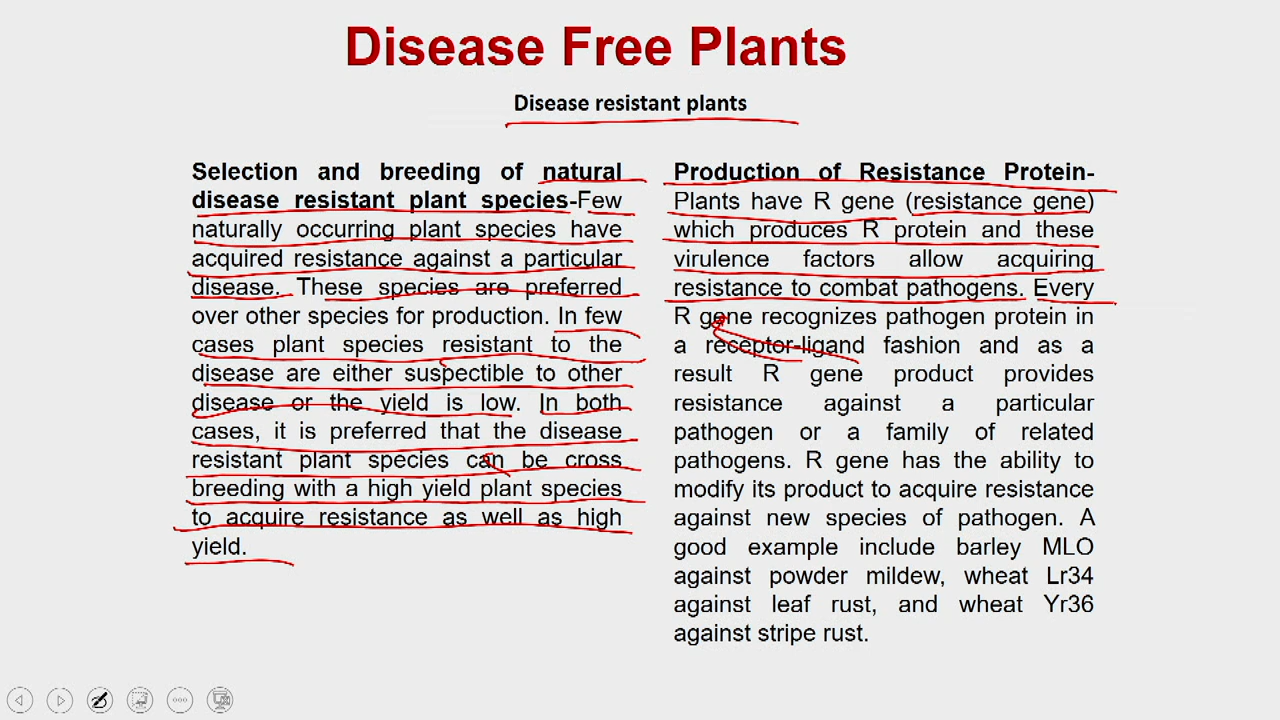 Disease Free Plants
Disease resistant plants
Selection and breeding of natural
disease resistant plant species-Few
naturally occurring plant species have
acquired resistance against a particular
disease. These species are preferred
over other species for production. In few
cases plant species resistant to the
disease are either suspectible to other
disease or the yield is low. In both
cases, it is preferred that the disease
resistant plant species can be cross
breeding with a high yield plant species
to acquire resistance as well as high
yield.
Production of Resistance Protein-
Plants have R gene (resistance gene)
which produces R protein and these
virulence factors allow acquiring
resistance to combat pathogens. Every
R gene recognizes pathogen protein in
a receptor-ligand fashion and as a
result R gene product provides
resistance against a particular
pathogen or a family of related
pathogens. R gene has the ability to
modify its product to acquire resistance
against new species of pathogen. A
good example include barley MLO
against powder mildew, wheat Lr34
against leaf rust, and wheat Yr36
against stripe rust.